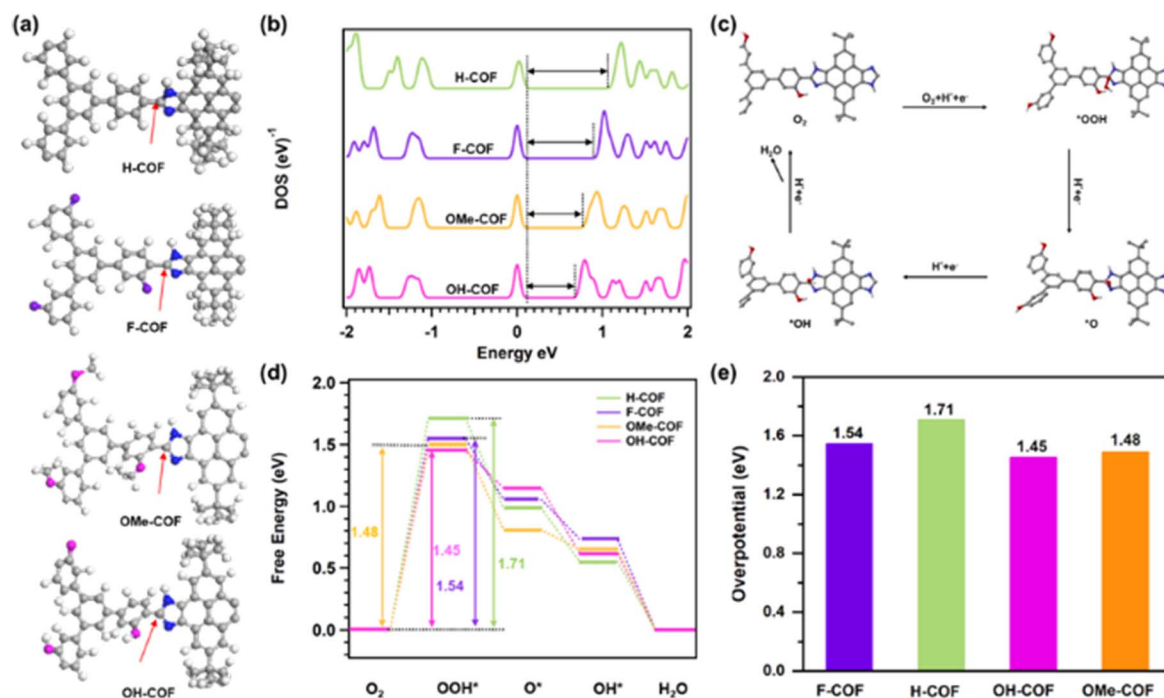 (a)
H-COF
F-COF
OMe-COF
OH-COF
(b)
DOS (eV)⁻¹
H-COF
F-COF
OMe-COF
OH-COF
-2
-1
0
1
2
Energy eV
(c)
O₂
O₂+H⁺+e⁻
*OOH
H⁺+e⁻
*O
H⁺+e⁻
*OH
H⁺+e⁻
H₂O
(d)
Free Energy (eV)
2.0
1.5
1.0
0.5
0.0
H-COF
F-COF
OMe-COF
OH-COF
1.48
1.45
1.54
1.71
O₂
OOH*
O*
OH*
H₂O
(e)
Overpotential (eV)
2.0
1.6
1.2
0.8
0.4
0.0
1.54
1.71
1.45
1.48
F-COF
H-COF
OH-COF
OMe-COF